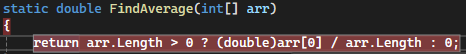 static double FindAverage(int[] arr)
{
return arr.Length > 0 ? (double)arr[0] / arr.Length : 0;